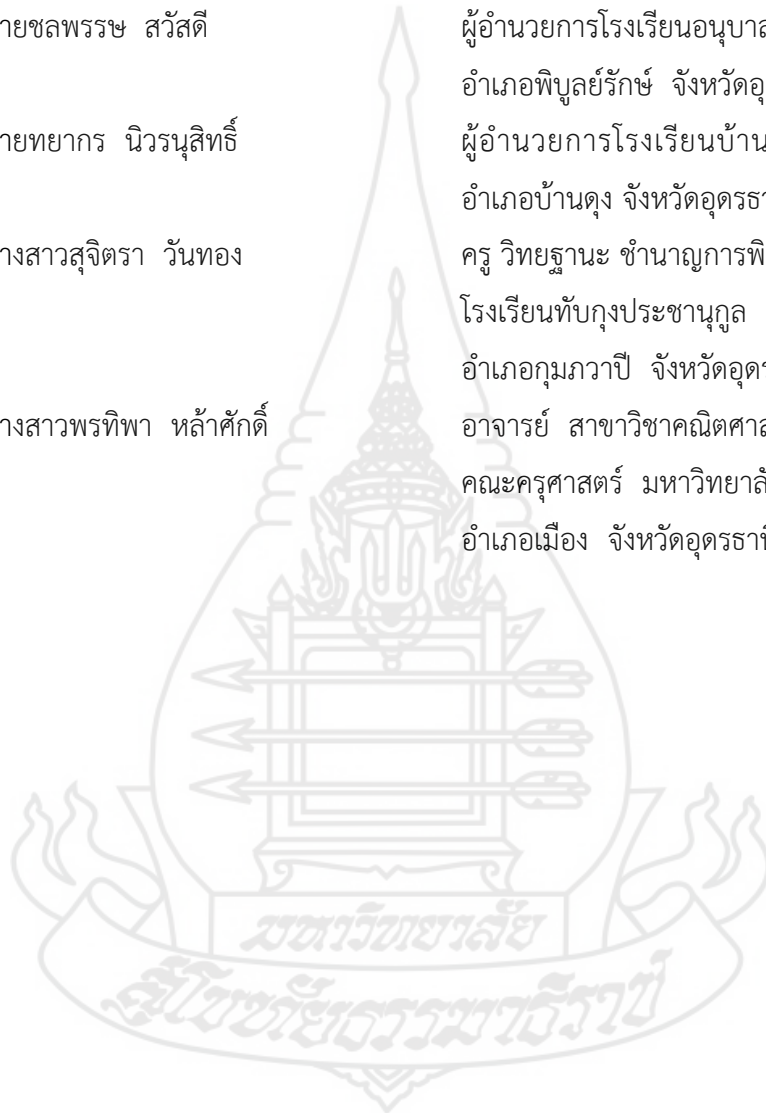 ายชลพรรษ สวัสดี ผู้อำนวยการโรงเรียนอนุบาล
อำเภอพิบูลย์รักษ์ จังหวัดอุ
ายทยากร นิวรนุสิทธิ์ ผู้อำนวยการโรงเรียนบ้าน
อำเภอบ้านดุง จังหวัดอุดรธา
างสาวสุจิตรา วันทอง ครู วิทยฐานะ ชำนาญการพิ
โรงเรียนทับกุงประชานุกูล
อำเภอกุมภวาปี จังหวัดอุดร
างสาวพรทิพา หล้าศักดิ์ อาจารย์ สาขาวิชาคณิตศาส
คณะครุศาสตร์ มหาวิทยาลั
อำเภอเมือง จังหวัดอุดรธานี
มหาวิทยาลัย
สุโขทัยธรรมาธิราช